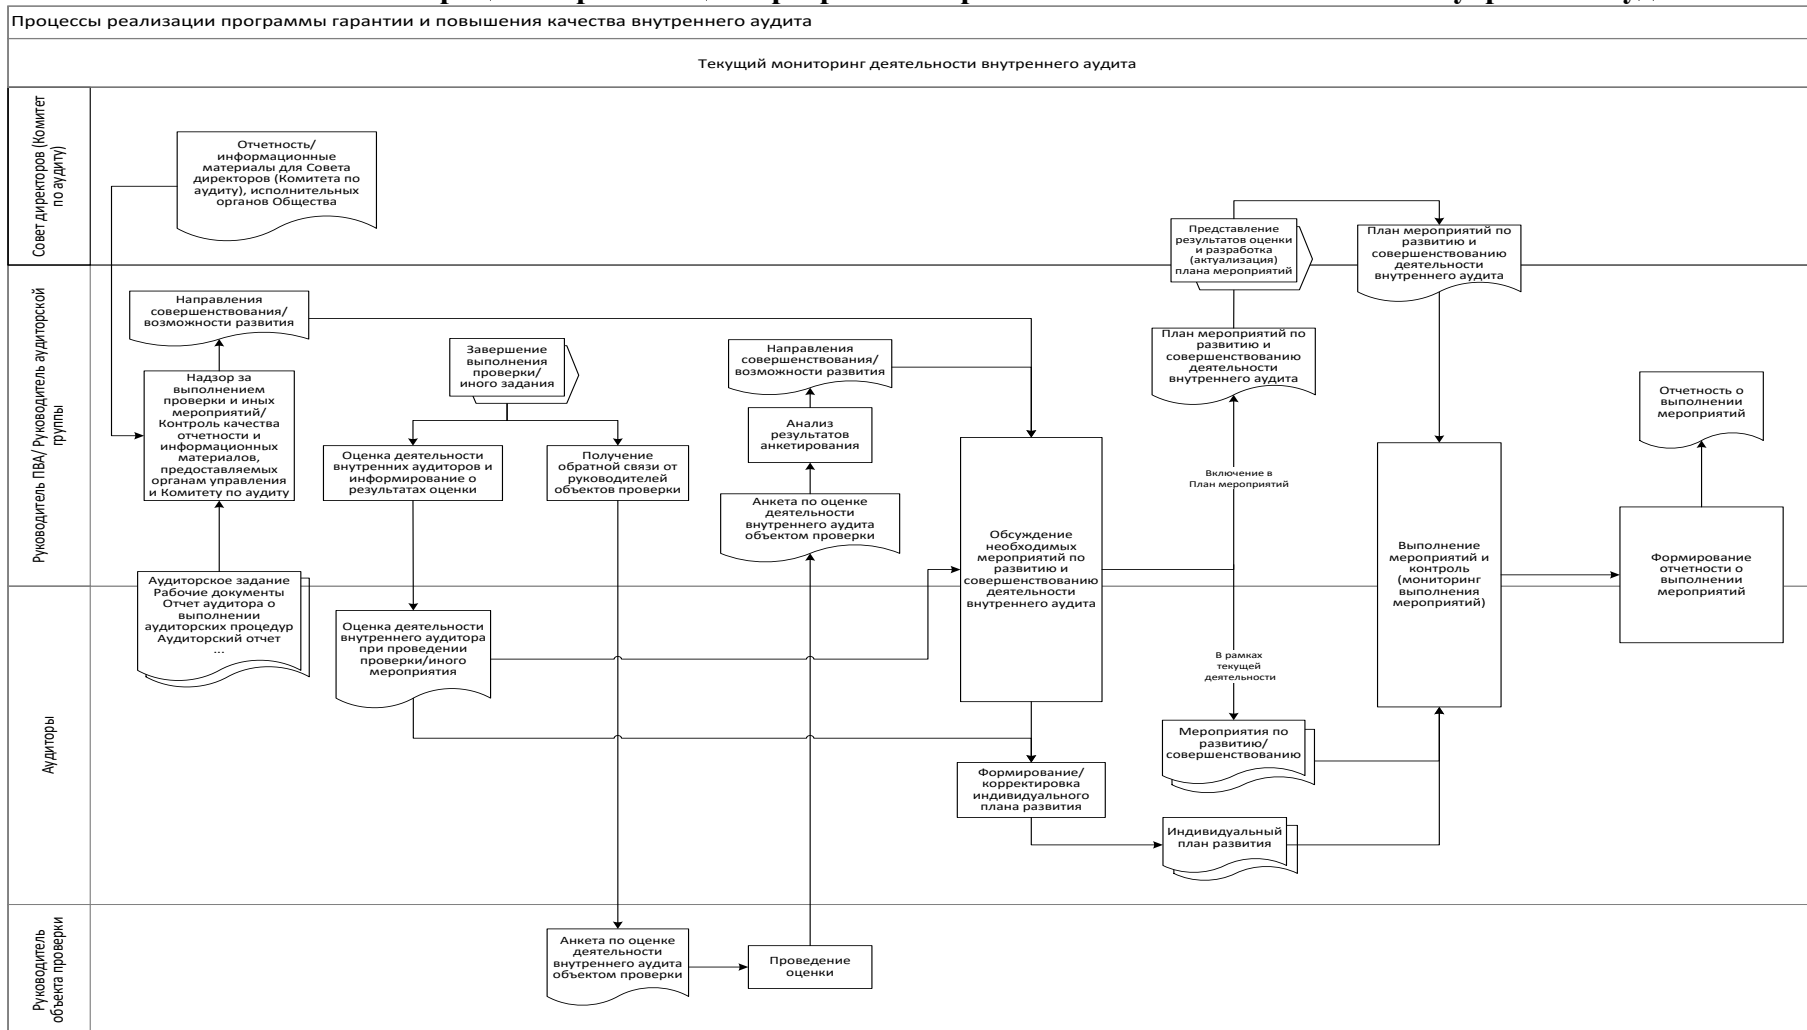 Процессы реализации программы гарантии и повышения качества внутреннего аудита
Текущий мониторинг деятельности внутреннего аудита
Совет директоров (Комитет
по аудиту)
Отчетность/
информационные
материалы для Совета
директоров (Комитета по
аудиту), исполнительных
органов Общества
Представление
результатов оценки
и разработка
(актуализация)
плана мероприятий
План мероприятий по
развитию и
совершенствованию
деятельности
внутреннего аудита
Руководитель ПВА/ Руководитель аудиторской
группы
Направления
совершенствования/
возможности развития
Надзор за
выполнением
проверки и иных
мероприятий/
Контроль качества
отчетности и
информационных
материалов,
предоставляемых
органам управления
и Комитету по аудиту
Завершение
выполнения
проверки/
иного задания
Оценка деятельности
внутренних аудиторов и
информирование о
результатах оценки
Получение
обратной связи от
руководителей
объектов проверки
Направления
совершенствования/
возможности развития
Анализ
результатов
анкетирования
Анкета по оценке
деятельности
внутреннего аудита
объектом проверки
Обсуждение
необходимых
мероприятий по
развитию и
совершенствованию
деятельности
внутреннего аудита
План мероприятий по
развитию и
совершенствованию
деятельности
внутреннего аудита
Включение в
План мероприятий
Выполнение
мероприятий и
контроль
(мониторинг
выполнения
мероприятий)
Отчетность о
выполнении
мероприятий
Формирование
отчетности о
выполнении
мероприятий
Аудиторы
Аудиторское задание
Рабочие документы
Отчет аудитора о
выполнении
аудиторских процедур
Аудиторский отчет
...
Оценка деятельности
внутреннего аудитора
при проведении
проверки/иного
мероприятия
В рамках
текущей
деятельности
Мероприятия по
развитию/
совершенствованию
Формирование/
корректировка
индивидуального
плана развития
Индивидуальный
план развития
Руководитель
объекта проверки
Анкета по оценке
деятельности
внутреннего аудита
объектом проверки
Проведение
оценки